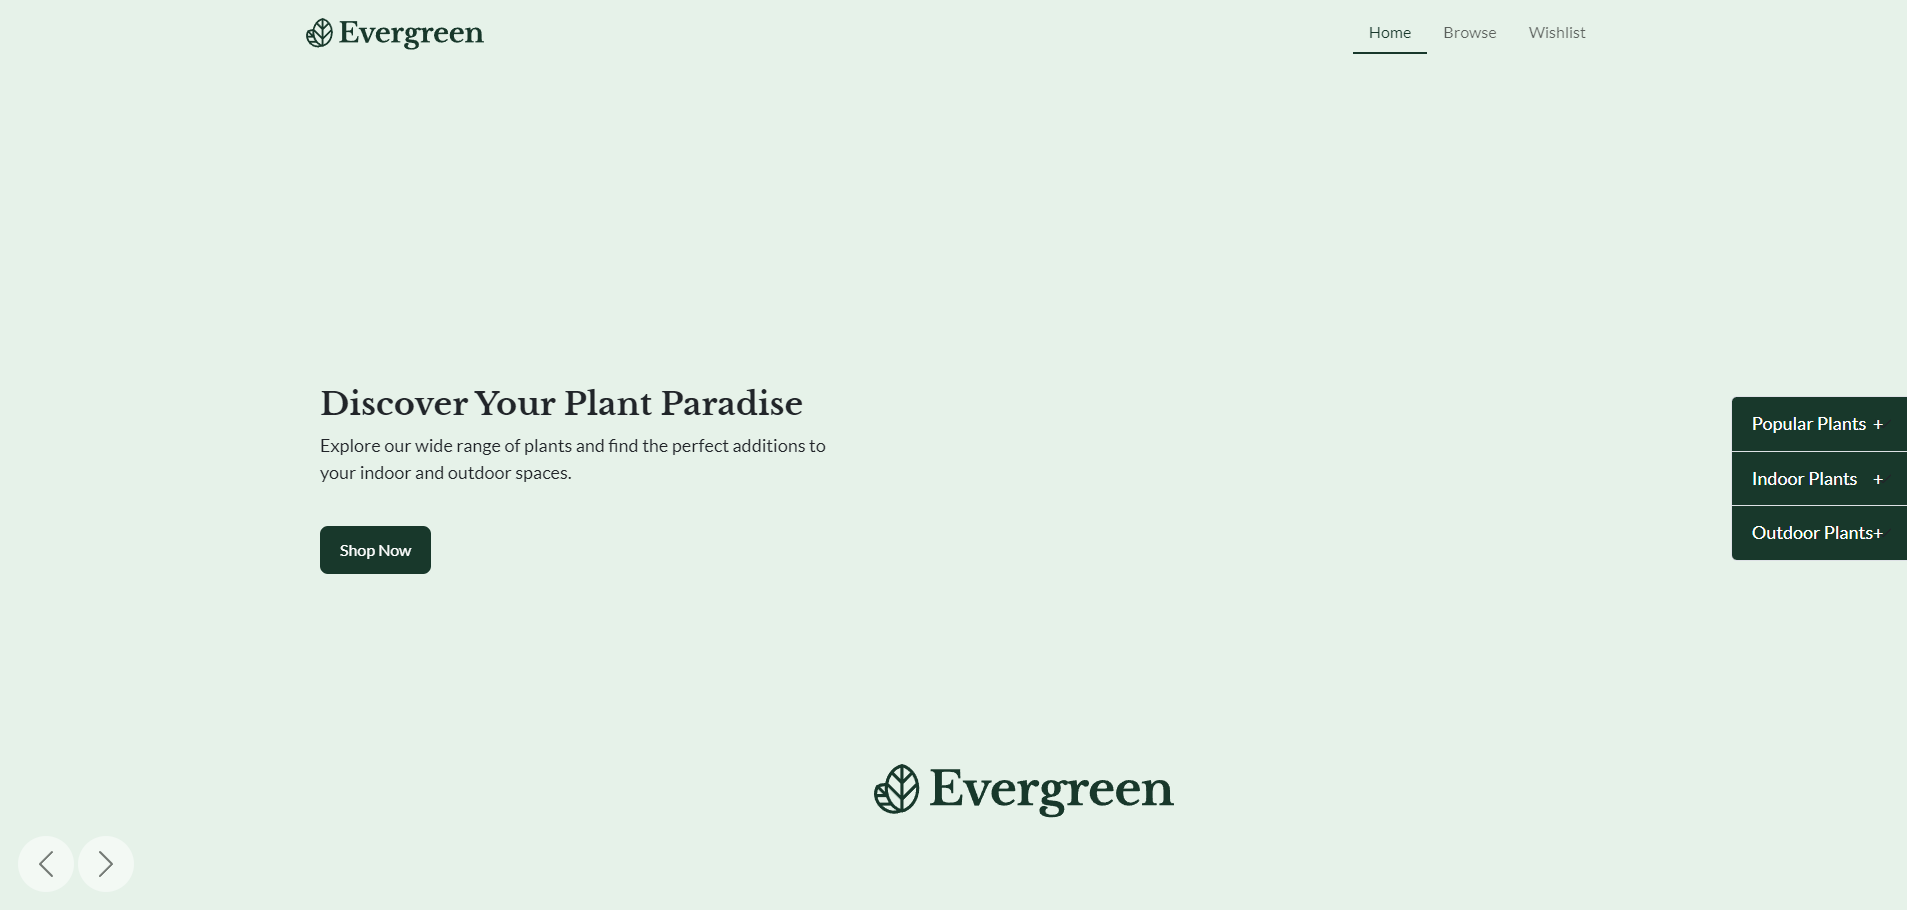 Evergreen
Home
Browse
Wishlist
Discover Your Plant Paradise
Explore our wide range of plants and find the perfect additions to
your indoor and outdoor spaces.
Shop Now
Popular Plants +
Indoor Plants +
Outdoor Plants+
Evergreen